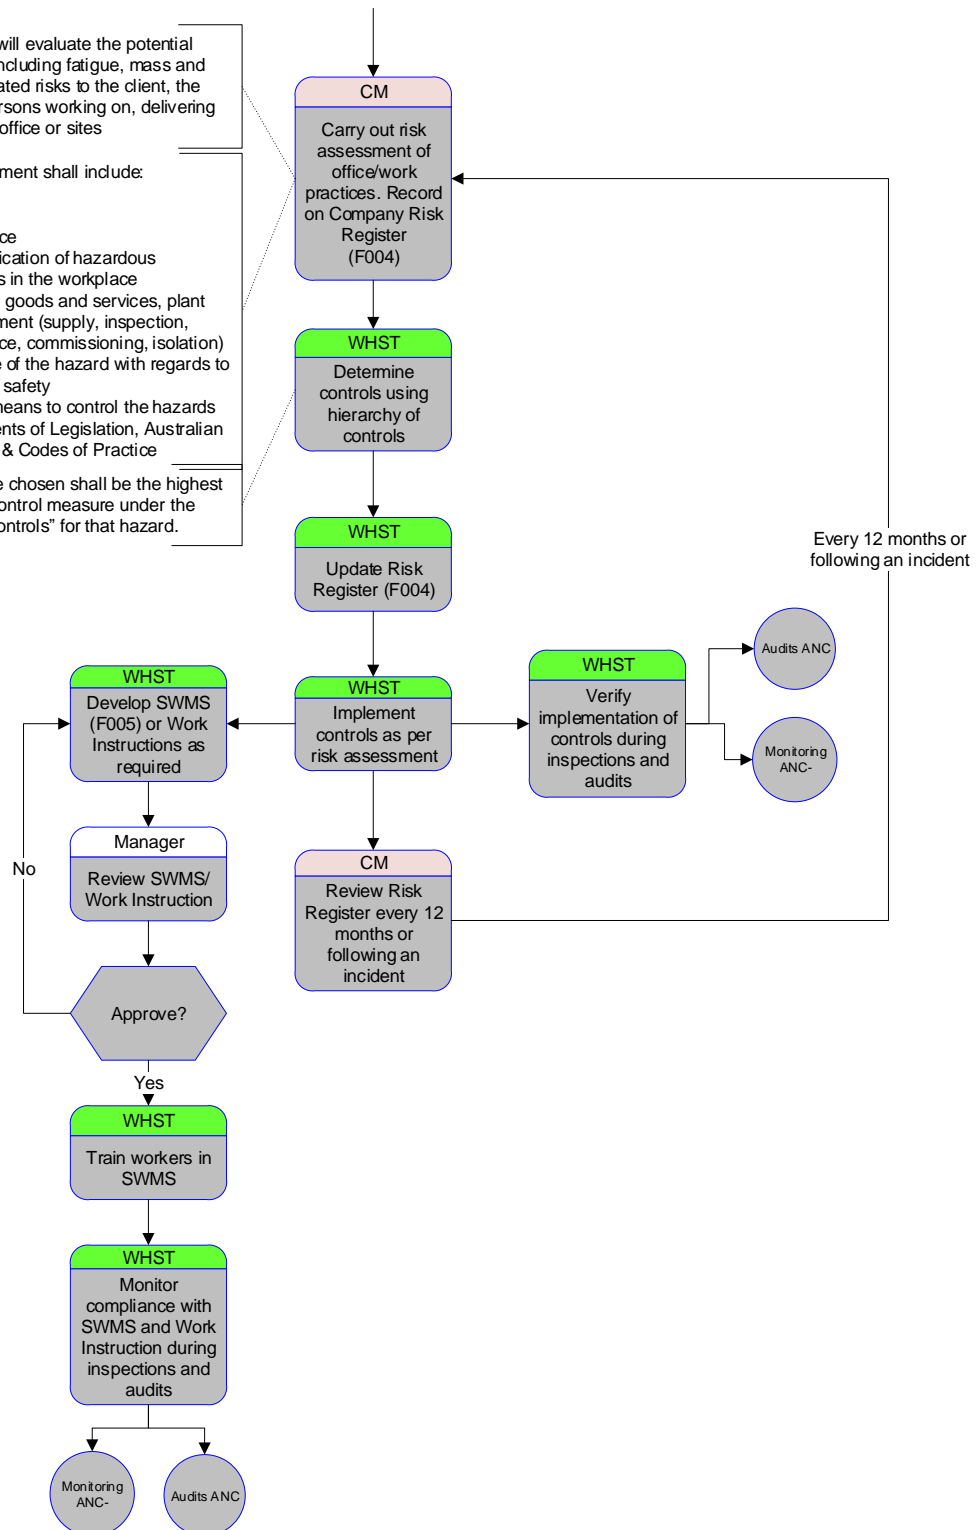 will evaluate the potential
ncluding fatigue, mass and
ated risks to the client, the
rsons working on, delivering
office or sites
ment shall include:
ce
ication of hazardous
s in the workplace
goods and services, plant
ment (supply, inspection,
ce, commissioning, isolation)
e of the hazard with regards to
safety
means to control the hazards
ents of Legislation, Australian
& Codes of Practice
e chosen shall be the highest
ontrol measure under the
ontrols” for that hazard.
CM
Carry out risk
assessment of
office/work
practices. Record
on Company Risk
Register
(F004)
WHST
Determine
controls using
hierarchy of
controls
WHST
Update Risk
Register (F004)
Every 12 months or
following an incident
WHST
Develop SWMS
(F005) or Work
Instructions as
required
WHST
Implement
controls as per
risk assessment
WHST
Verify
implementation of
controls during
inspections and
audits
Audits ANC
Monitoring
ANC-
No
Manager
Review SWMS/
Work Instruction
CM
Review Risk
Register every 12
months or
following an
incident
Approve?
Yes
WHST
Train workers in
SWMS
WHST
Monitor
compliance with
SWMS and Work
Instruction during
inspections and
audits
Monitoring
ANC-
Audits ANC